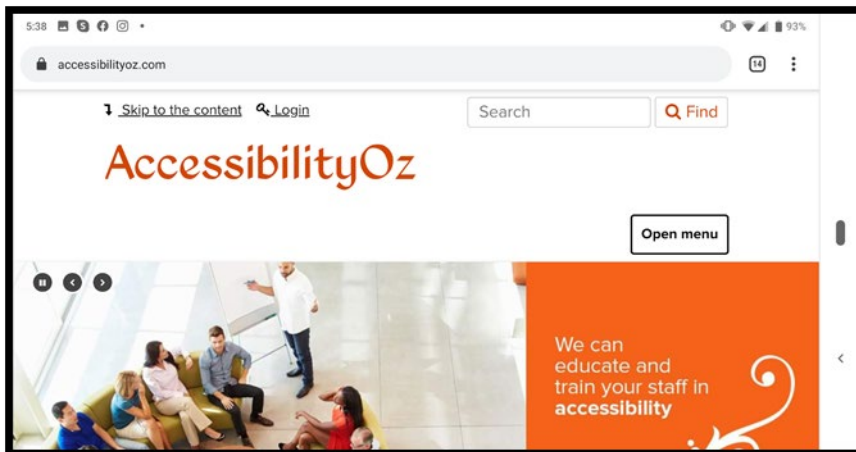 5:38 93%
accessibilityoz.com 14
Skip to the content Login Search Find
AccessibilityOz
Open menu
We can
educate and
train your staff in
accessibility